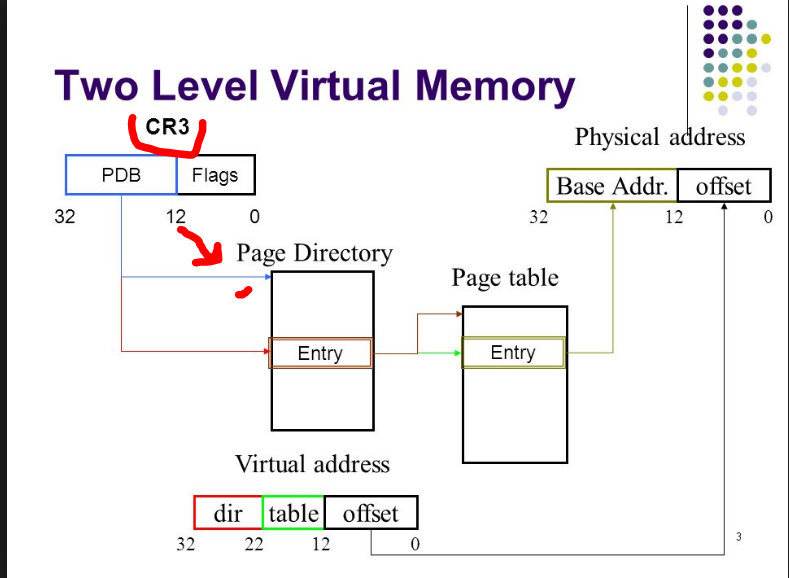 Two Level Virtual Memory
CR3
PDB Flags
32 12 0
Physical address
Base Addr. offset
32 12 0
Page Directory
Entry
Page table
Entry
Virtual address
dir table offset
32 22 12 0
3